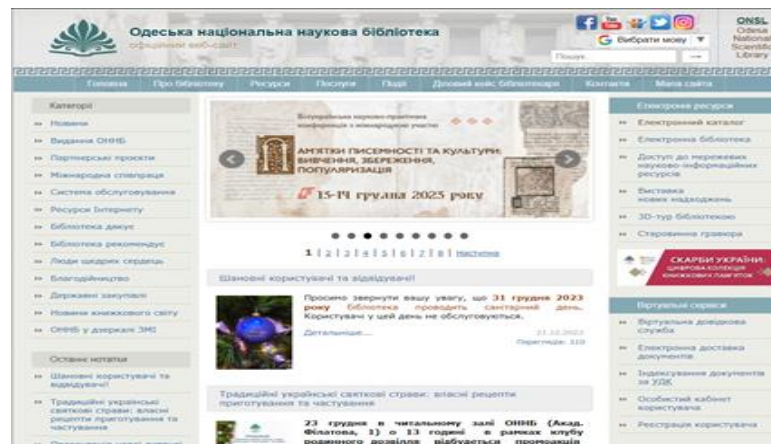 Одеська національна наукова бібліотека
офіційний веб-сайт
Вибрати мову
Пошук
ONSL
Odesa
National
Scientific
Library
Головна Про бібліотеку Ресурси Послуги Події Діловий кейс бібліотекаря Контакти Мапа сайта
Категорії
Новини
Видання ОННБ
Партнерські проєкти
Міжнародна співпраця
Система обслуговування
Ресурси Інтернету
Бібліотека дякує
Бібліотека рекомендує
Люди щедрих сердець
Благодійництво
Державні закупівлі
Новини книжкового світу
ОННБ у дзеркалі ЗМІ
Останні нотатки
Шановні користувачі та
відвідувачі!
Традиційні українські
святкові страви: власні
рецепти приготування та
частування
Всеукраїнська науково-практична
конференція з міжнародною участю
ПАМ'ЯТКИ ПИСЕМНОСТІ ТА КУЛЬТУРИ:
ВИВЧЕННЯ, ЗБЕРЕЖЕННЯ,
ПОПУЛЯРИЗАЦІЯ
13-14 грудня 2023 року
1 | 2 | 3 | 4 | 5 | 6 | 7 | 8 | Наступна
Шановні користувачі та відвідувачі!
Просимо звернути вашу увагу, що 31 грудня 2023
року бібліотека проводить санітарний день.
Користувачі у цей день не обслуговуються.
Детальніше...
21.12.2023
Переглядів: 310
Традиційні українські святкові страви: власні рецепти
приготування та частування
23 грудня в читальному залі ОННБ (Акад.
Філатова, 1) о 13 годині в рамках клубу
родинного дозвілля відбудеться промоакція
Електронні ресурси
Електронний каталог
Електронна бібліотека
Доступ до мережевих
науково-інформаційних
ресурсів
Виставка
нових надходжень
3D-тур бібліотекою
Старовинна гравюра
СКАРБИ УКРАЇНИ:
ЦИФРОВА КОЛЕКЦІЯ
КНИЖКОВИХ ПАМ'ЯТОК
Віртуальні сервіси
Віртуальна довідкова
служба
Електронна доставка
документів
Індексування документів
за УДК
Особистий кабінет
користувача
Реєстрація користувача